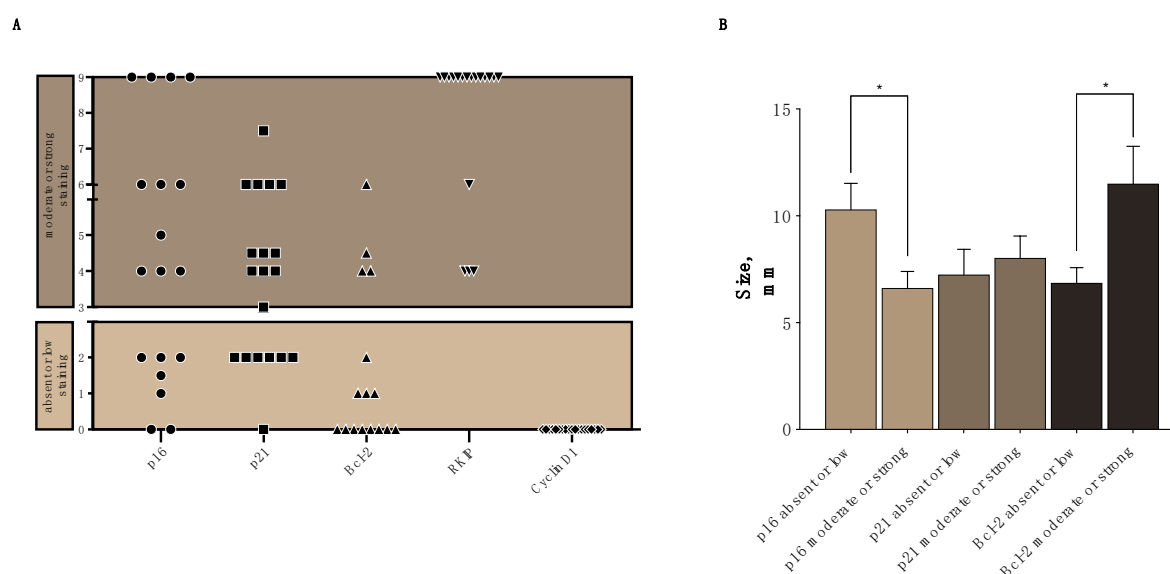 A
B
moderate or strong
staining
absent or low
staining
9
8
7
6
5
4
3
2
1
0
p16
p21
Bcl-2
RKIP
Cyclin D1
Size,
mm
15
10
5
0
*
*
p16 absent or low
p16 moderate or strong
p21 absent or low
p21 moderate or strong
Bcl-2 absent or low
Bcl-2 moderate or strong